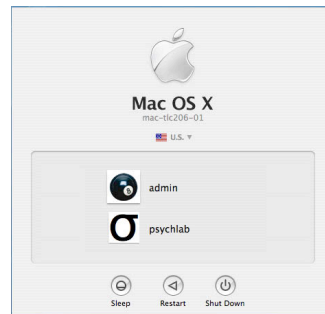 Mac OS X
mac-tlc206-01
U.S.
admin
σ psychlab
Sleep Restart Shut Down